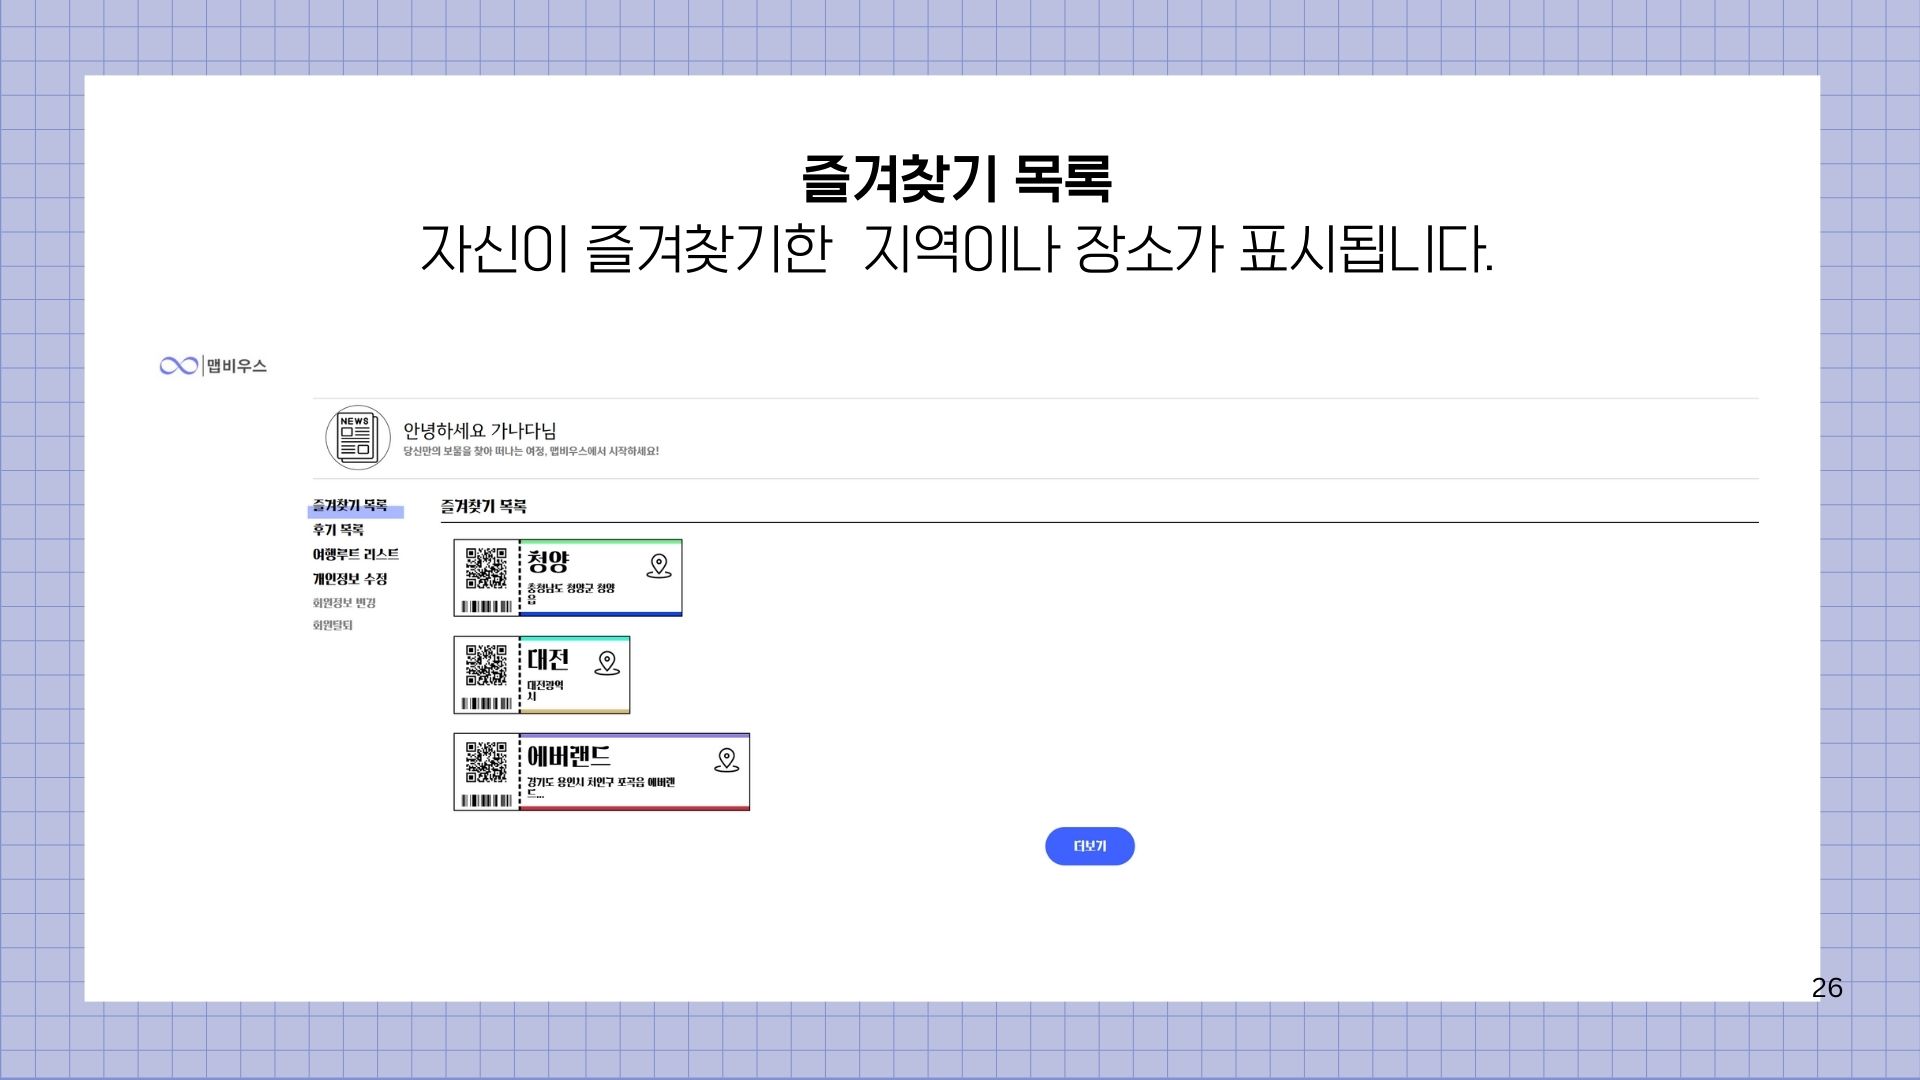 즐겨찾기 목록
자신이 즐겨찾기한 지역이나 장소가 표시됩니다.
맵비우스
NEWS
안녕하세요 가나다님
당신만의 보물을 찾아 떠나는 여정, 맵비우스에서 시작하세요!
즐겨찾기 목록
후기 목록
여행루트 리스트
개인정보 수정
회원정보 변경
회원탈퇴
즐겨찾기 목록
청양
충청남도 청양군 청양
읍
대전
대전광역
시
에버랜드
경기도 용인시 처인구 포곡읍 에버랜
드...
더보기
26